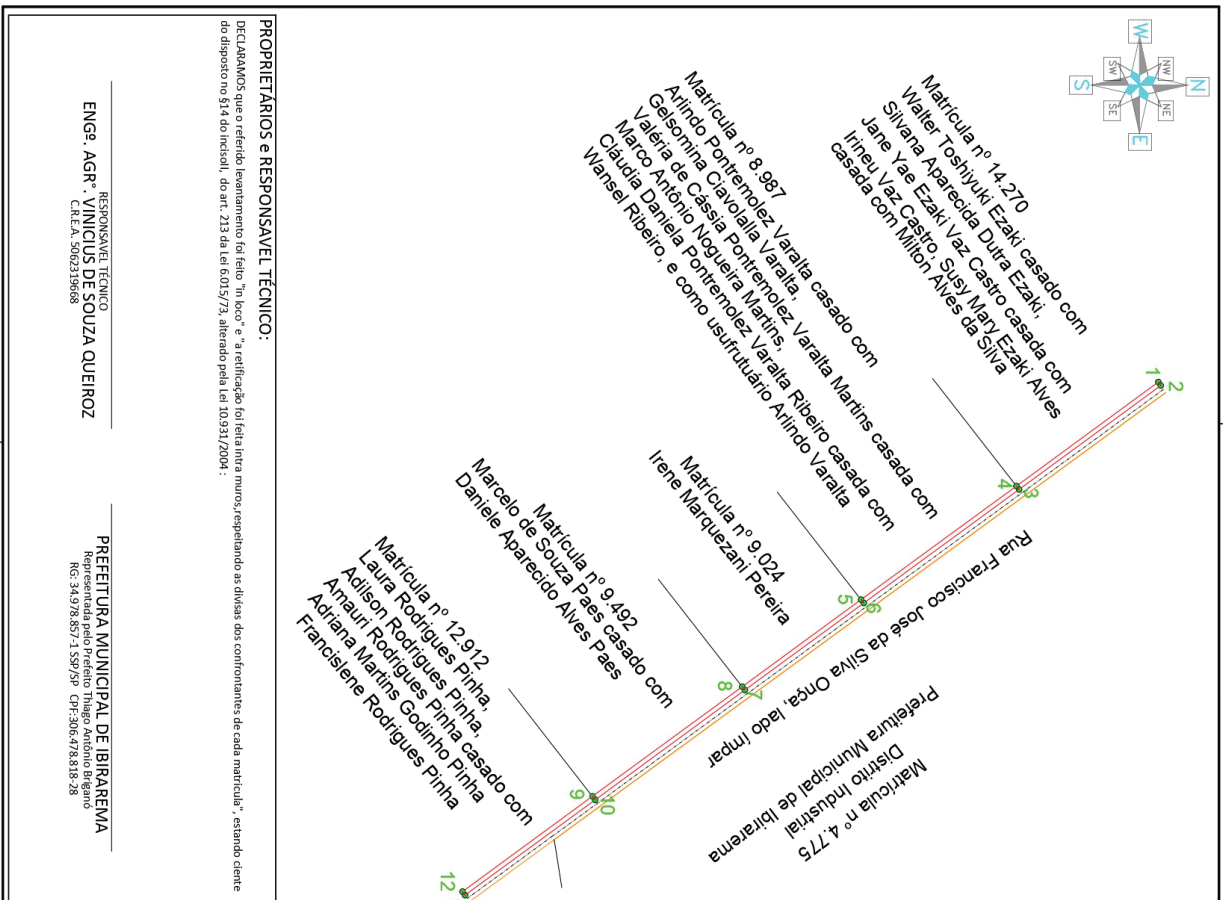 N
NE
E
SE
S
SW
W
NW
Matrícula nº 14.270
Walter Toshiyuki Ezaki casado com
Silvana Aparecida Dutra Ezaki,
Jane Yae Ezaki Vaz Castro casada com
Irineu Vaz Castro, Susy Mary Ezaki Alves
casada com Milton Alves da Silva
Matrícula nº 8.987
Arlindo Pontremolez Varalta casado com
Gelsomina Ciavolalla Varalta,
Valéria de Cássia Pontremolez Varalta Martins casada com
Marco Antônio Nogueira Martins,
Cláudia Daniela Pontremolez Varalta Ribeiro casada com
Wansel Ribeiro, e como usufrutuário Arlindo Varalta
Matrícula nº 9.024
Irene Marquezani Pereira
Matrícula nº 9.492
Marcelo de Souza Paes casado com
Daniele Aparecido Alves Paes
Matrícula nº 12.912
Laura Rodrigues Pinha,
Adilson Rodrigues Pinha,
Amauri Rodrigues Pinha casado com
Adriana Martins Godinho Pinha
Francislene Rodrigues Pinha
1
2
3
4
5
6
7
8
9
10
12
Rua Francisco José da Silva Onça, lado ímpar
Matrícula nº 4.775
Distrito Industrial
Prefeitura Municipal de Ibirarema
PROPRIETÁRIOS e RESPONSAVEL TÉCNICO:
DECLARAMOS que o referido levantamento foi feito "in loco" e "a retificação foi feita intra muros,respeitando as divisas dos confrontantes de cada matrícula", estando ciente
do disposto no §14 do incisoII, do art. 213 da Lei 6.015/73, alterado pela Lei 10.931/2004 :
RESPONSAVEL TÉCNICO
ENGº. AGRº. VINICIUS DE SOUZA QUEIROZ
C.R.E.A. 5062319668
PREFEITURA MUNICIPAL DE IBIRAREMA
Representada pelo Prefeito Thiago Antônio Briganó
RG: 34.978.857-1 SSP/SP CPF:306.478.818-28